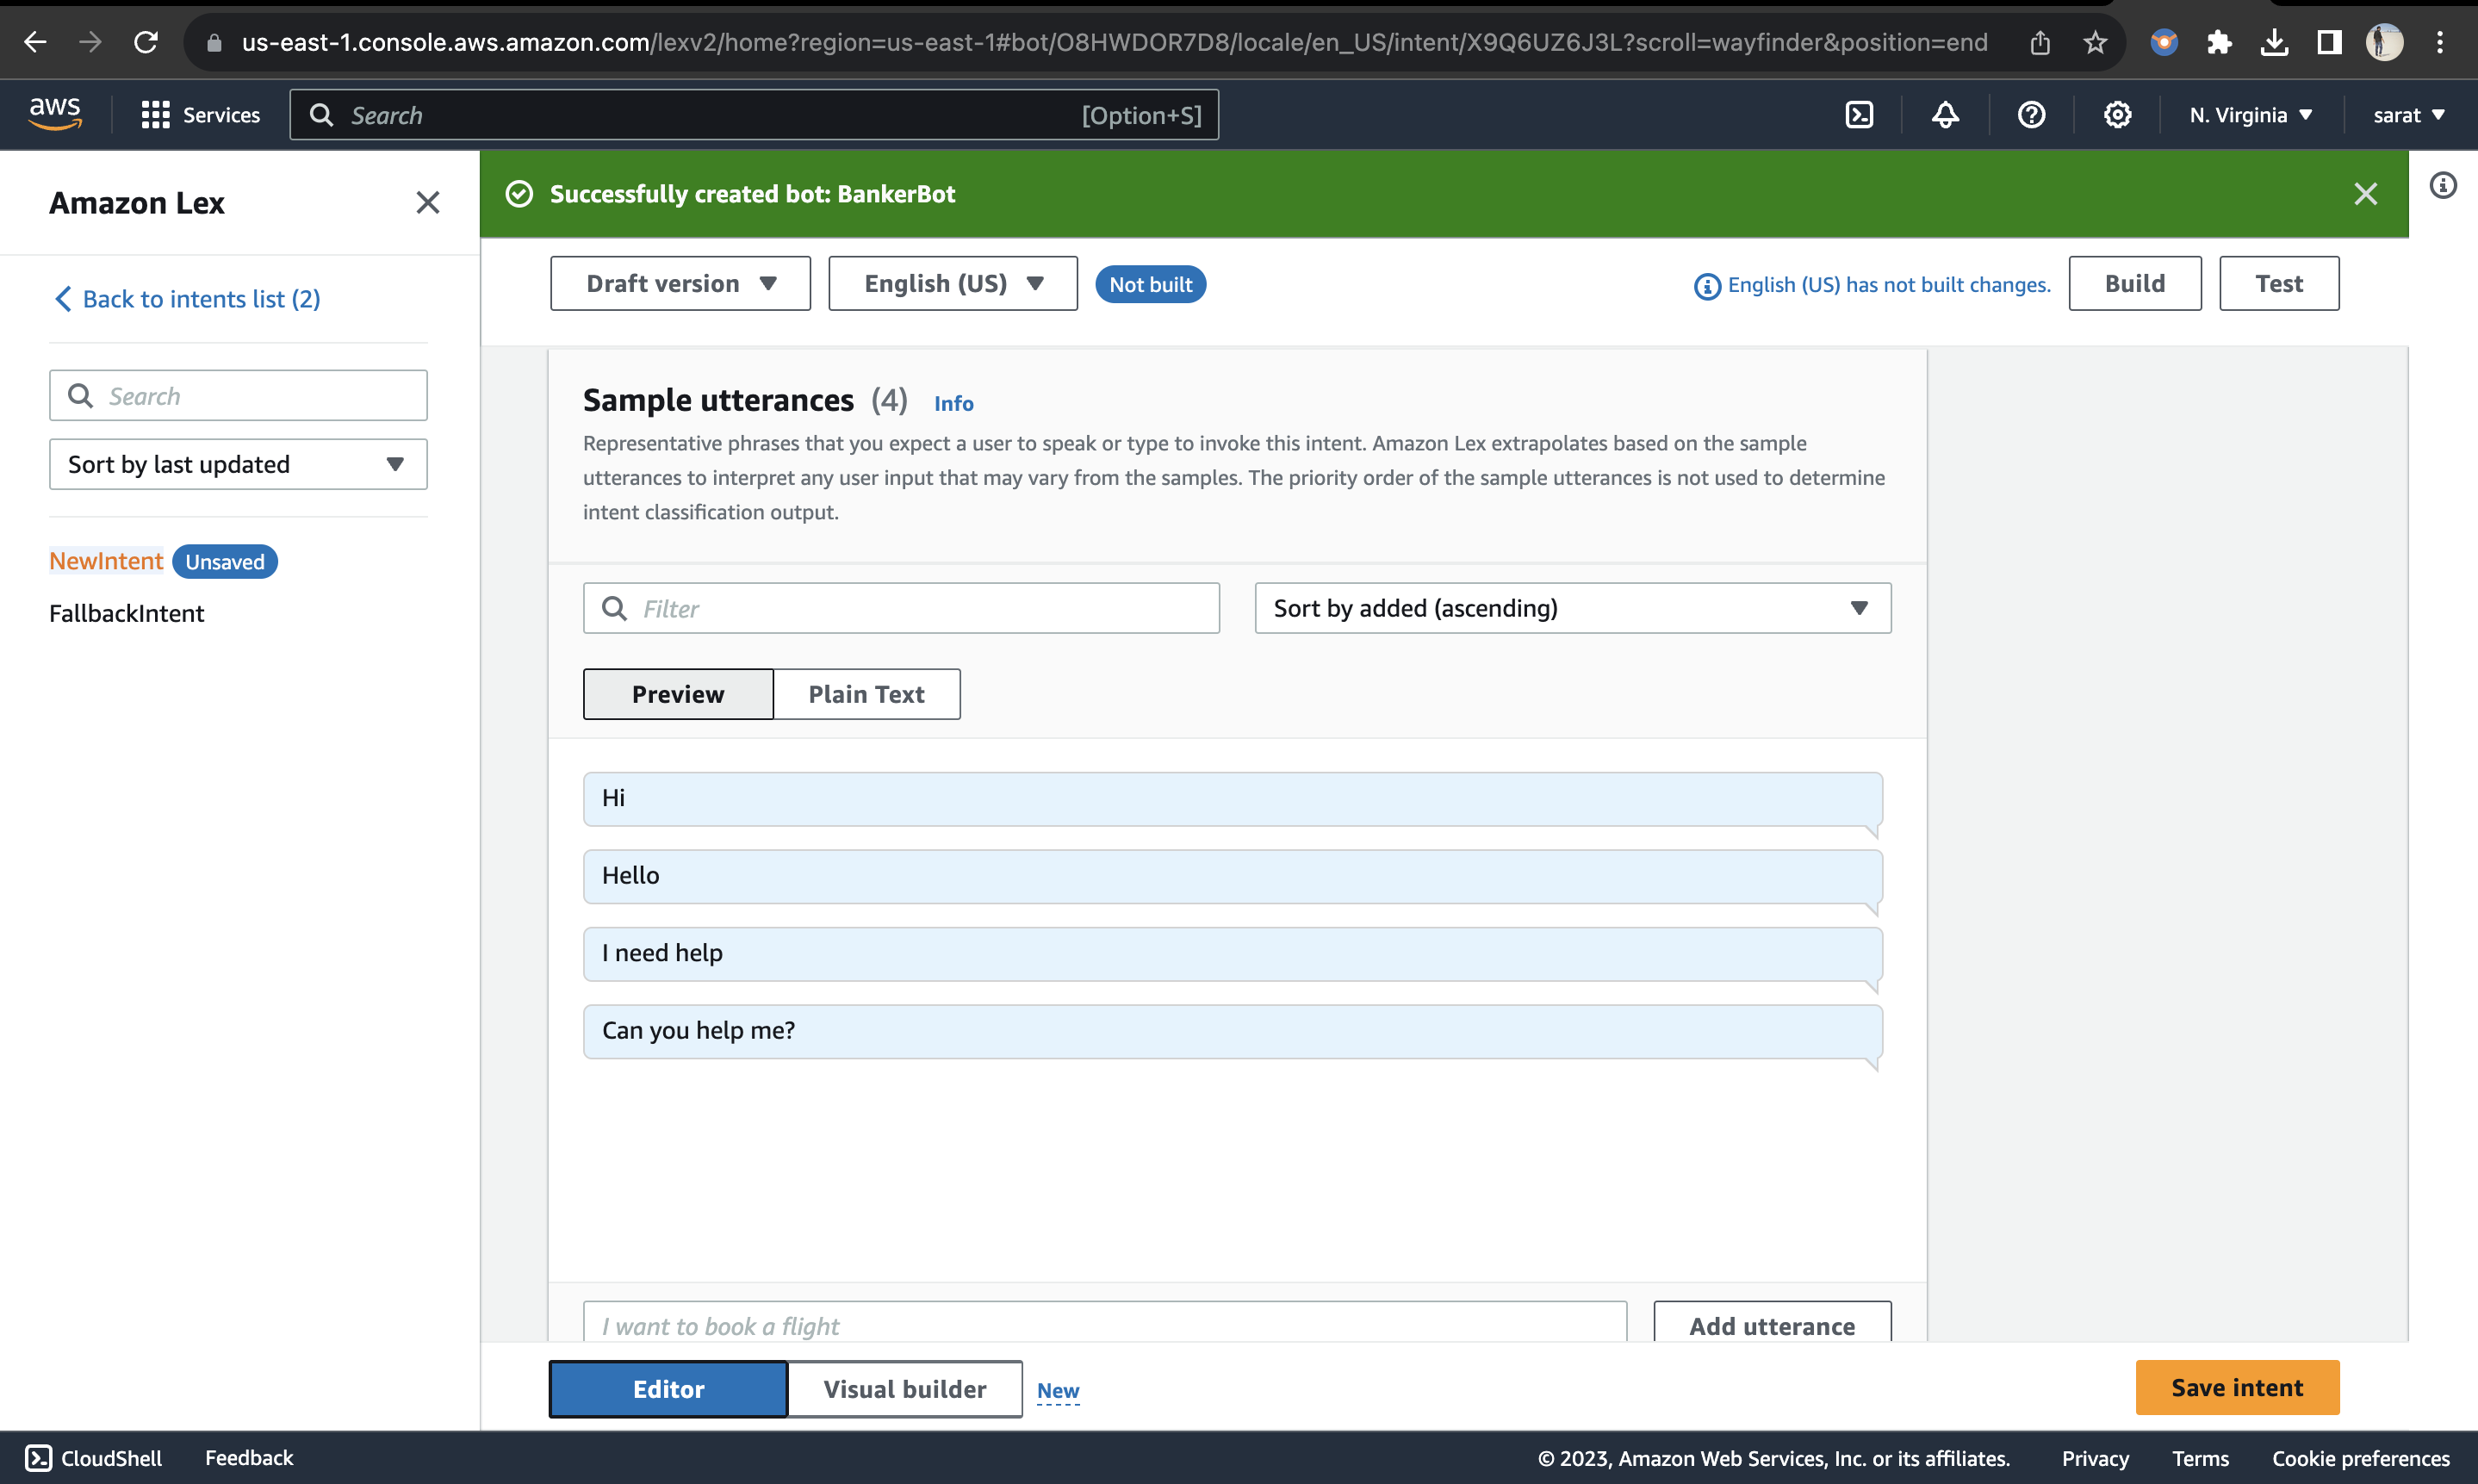 us-east-1.console.aws.amazon.com/lexv2/home?region=us-east-1#bot/O8HWDOR7D8/locale/en_US/intent/X9Q6UZ6J3L?scroll=wayfinder&position=end
aws
Services
Search
[Option+S]
N. Virginia
sarat
Amazon Lex
Successfully created bot: BankerBot
Back to intents list (2)
Draft version
English (US)
Not built
English (US) has not built changes.
Build
Test
Search
Sort by last updated
NewIntent
Unsaved
FallbackIntent
Sample utterances (4) Info
Representative phrases that you expect a user to speak or type to invoke this intent. Amazon Lex extrapolates based on the sample
utterances to interpret any user input that may vary from the samples. The priority order of the sample utterances is not used to determine
intent classification output.
Filter
Sort by added (ascending)
Preview
Plain Text
Hi
Hello
I need help
Can you help me?
I want to book a flight
Add utterance
Editor
Visual builder
New
Save intent
CloudShell
Feedback
© 2023, Amazon Web Services, Inc. or its affiliates.
Privacy
Terms
Cookie preferences